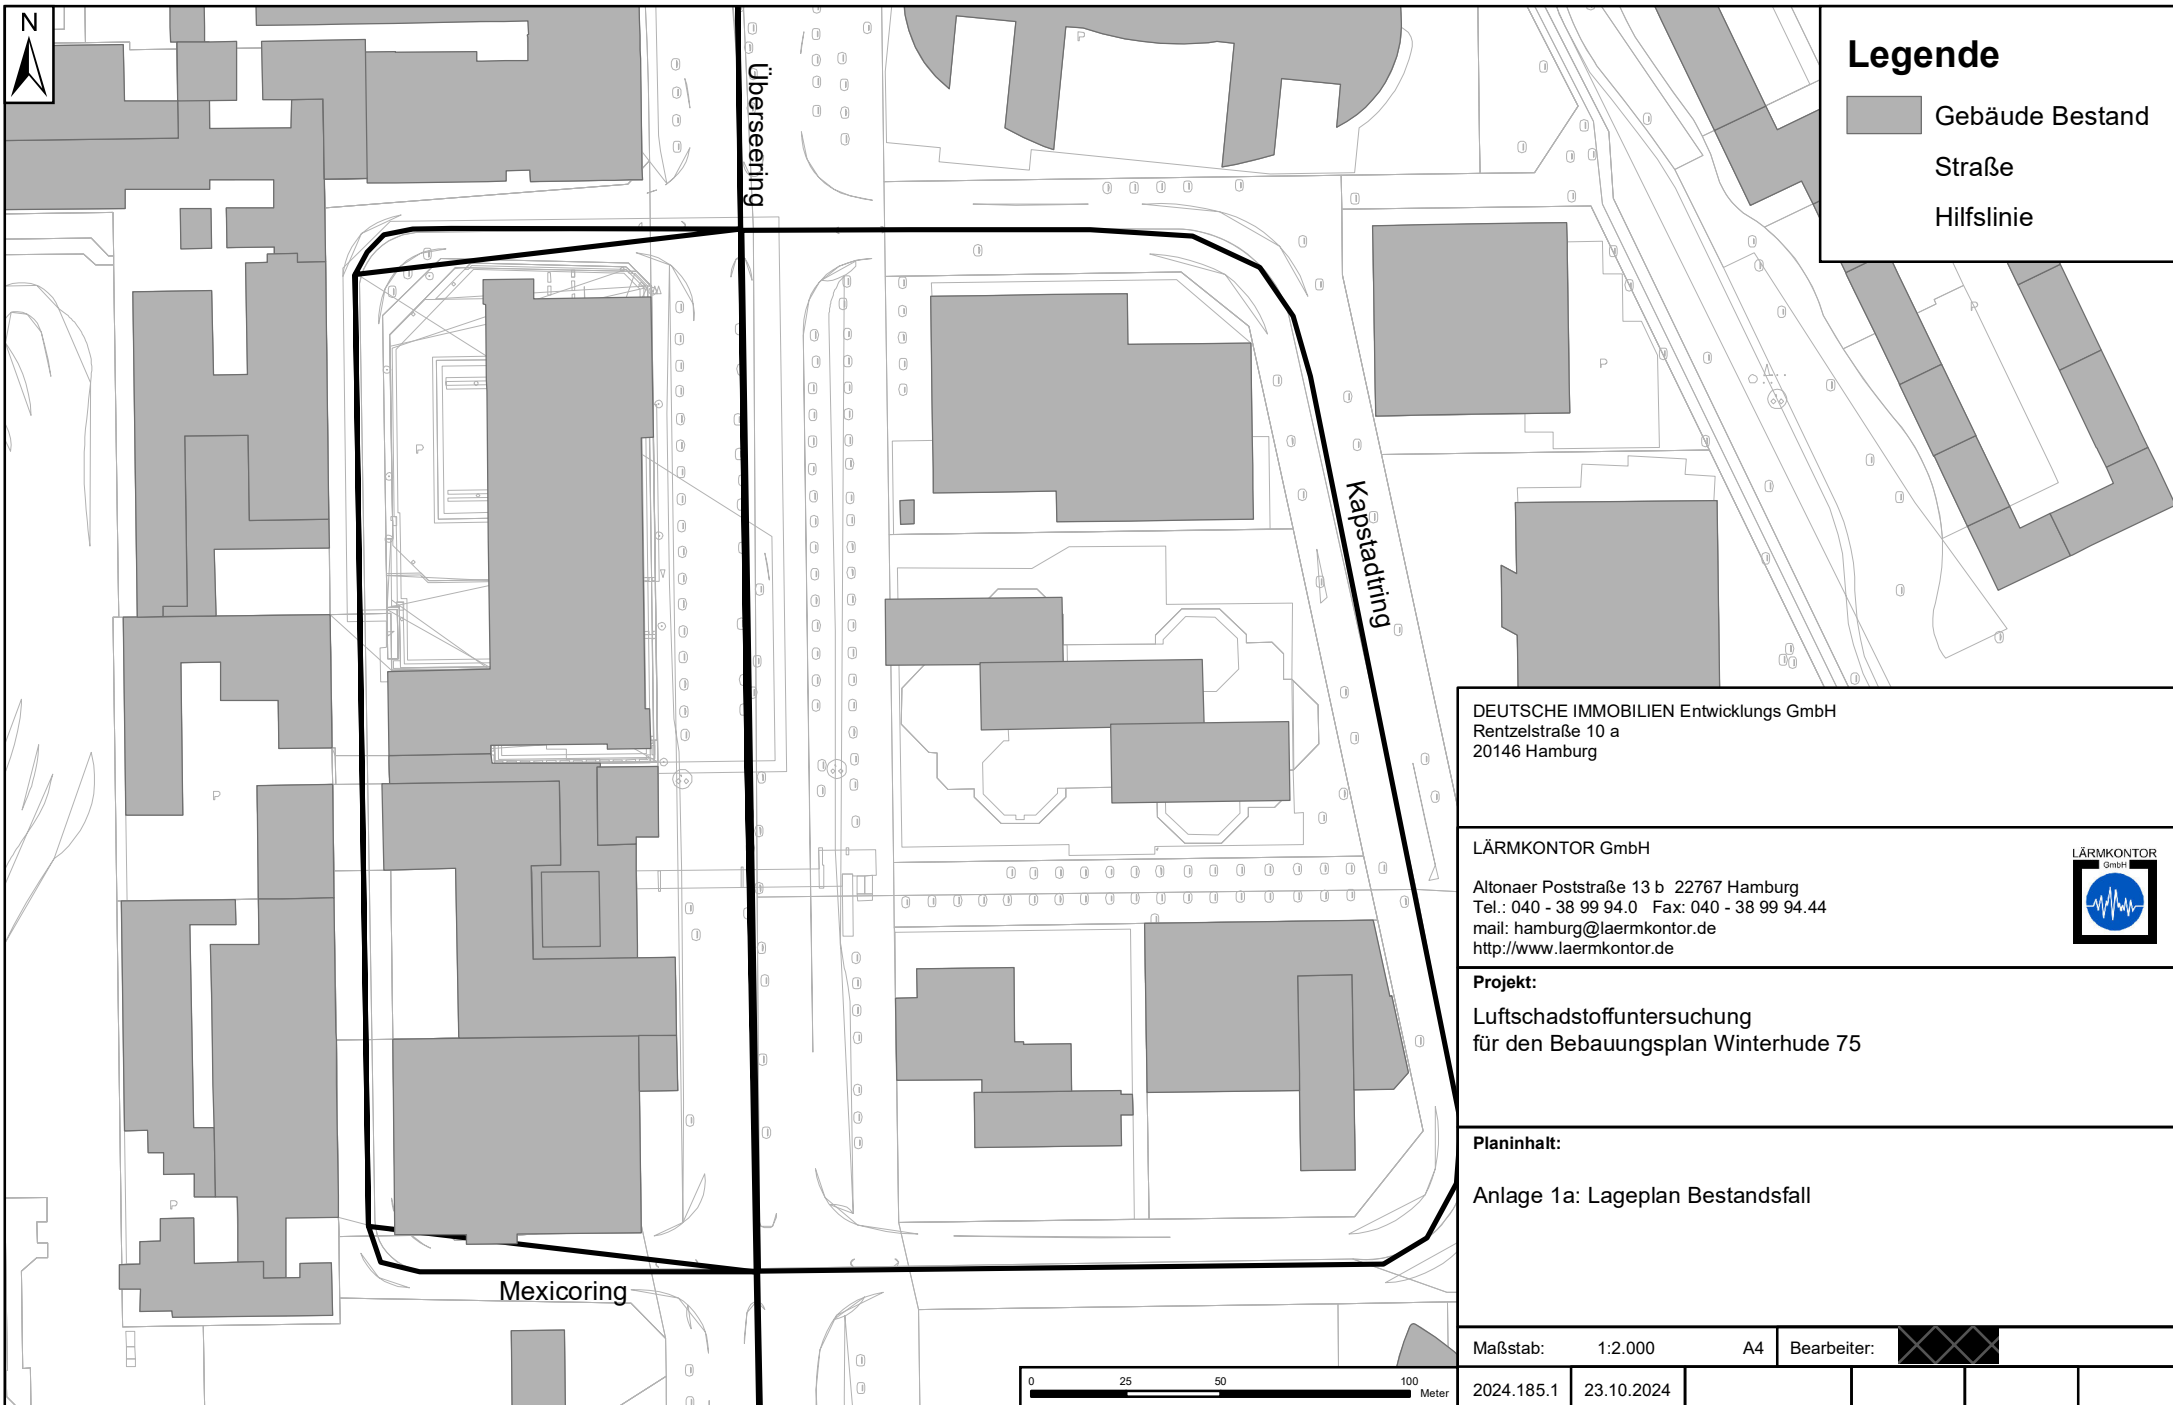 N
Überseering
Kapstadtring
Mexicoring
P
P
P
P
P
P
Legende
Gebäude Bestand
Straße
Hilfslinie
DEUTSCHE IMMOBILIEN Entwicklungs GmbH
Rentzelstraße 10 a
20146 Hamburg
LÄRMKONTOR GmbH
Altonaer Poststraße 13 b 22767 Hamburg
Tel.: 040 - 38 99 94.0 Fax: 040 - 38 99 94.44
mail: hamburg@laermkontor.de
http://www.laermkontor.de
LÄRMKONTOR
GmbH
Projekt:
Luftschadstoffuntersuchung
für den Bebauungsplan Winterhude 75
Planinhalt:
Anlage 1a: Lageplan Bestandsfall
Maßstab: 1:2.000 A4 Bearbeiter:
2024.185.1 23.10.2024
0 25 50 100
Meter